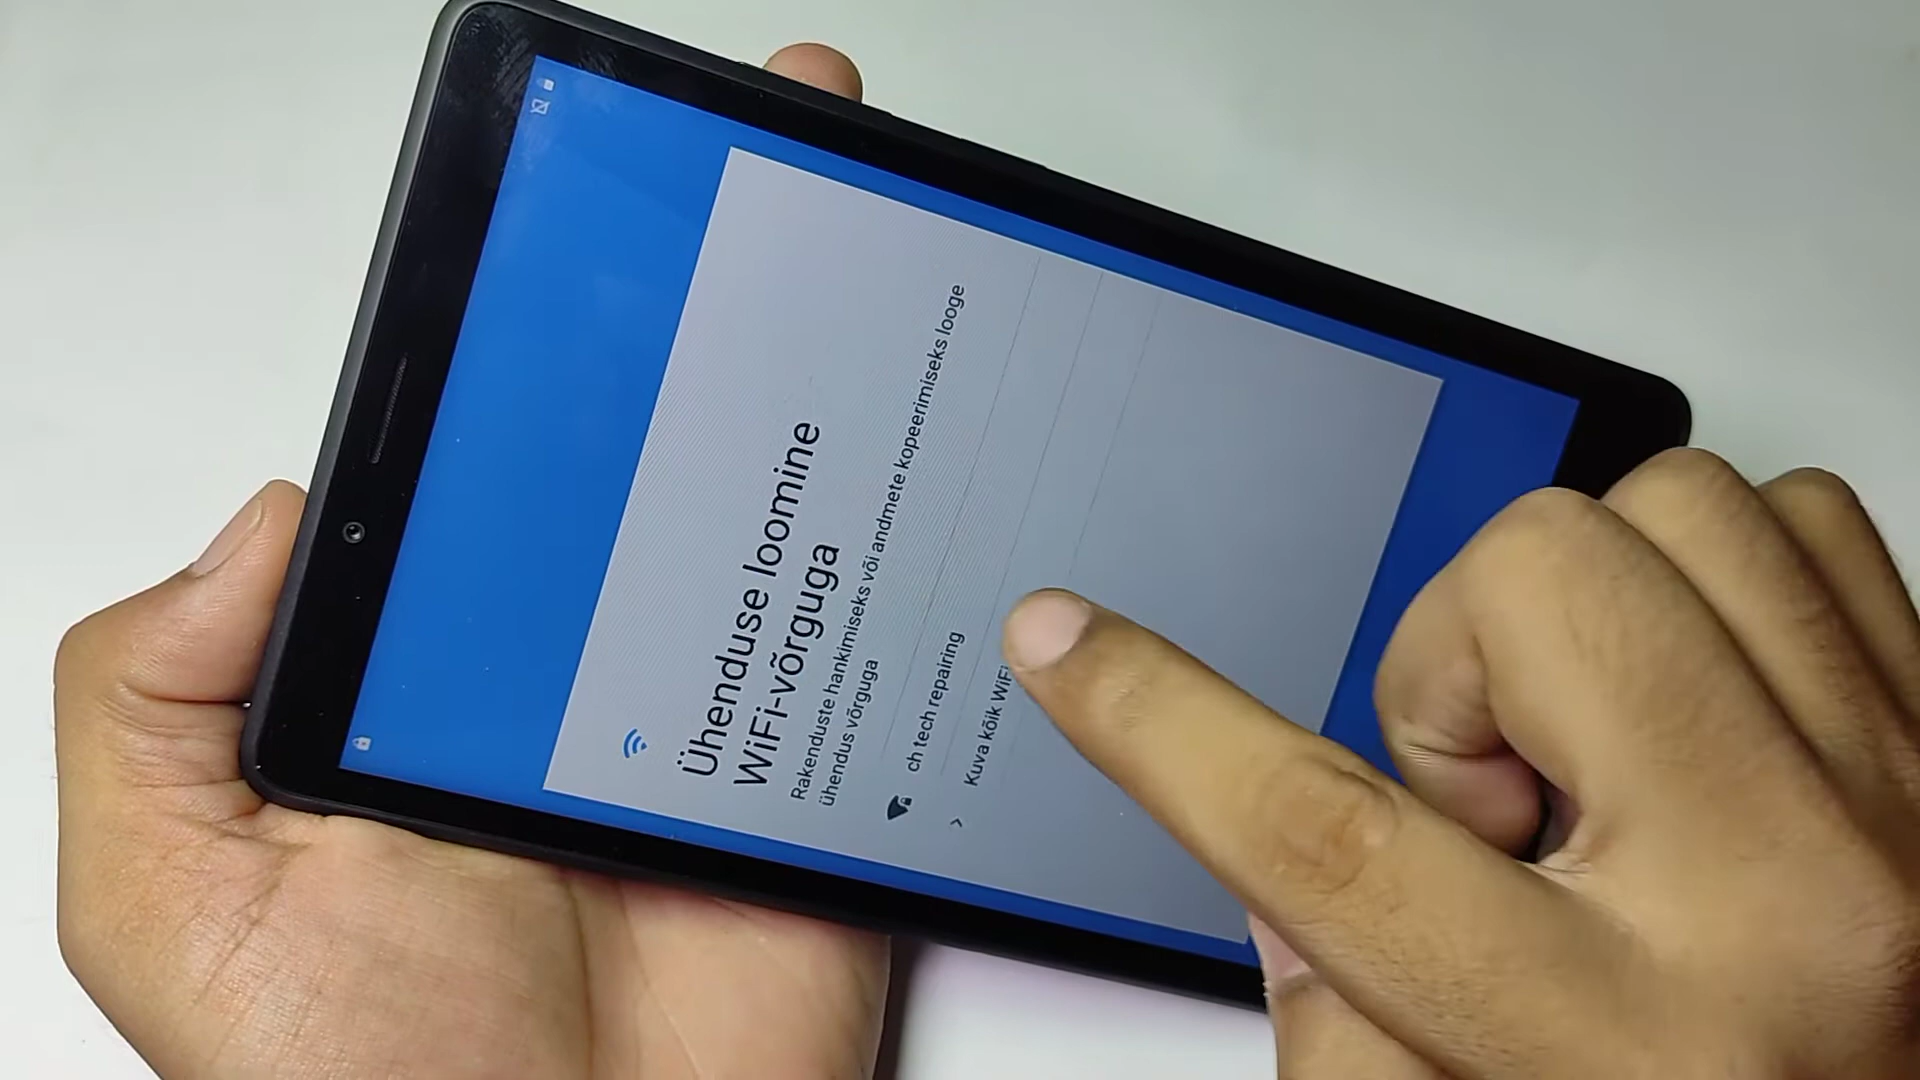 Ühenduse loomine
WiFi-võrguga
Rakenduste hankimiseks või andmete kopeerimiseks looge
ühendus võrguga
ch tech repairing
Kuva kõik WiFi